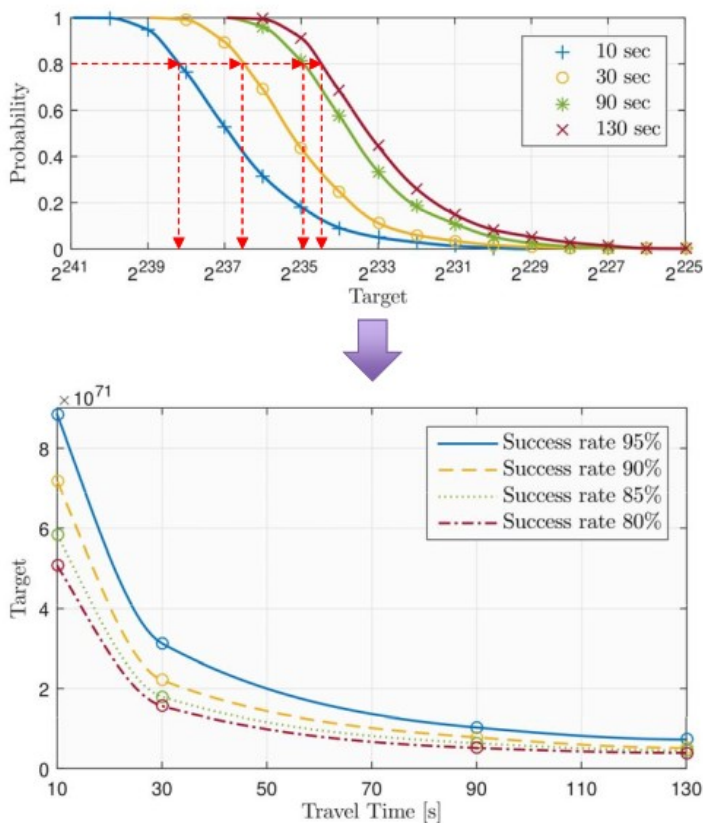 1
0.8
0.6
0.4
0.2
0
Probability
10 sec
30 sec
90 sec
130 sec
2^241 2^239 2^237 2^235 2^233 2^231 2^229 2^227 2^225
Target
×10^71
8
6
4
2
0
Target
Success rate 95%
Success rate 90%
Success rate 85%
Success rate 80%
10 30 50 70 90 110 130
Travel Time [s]